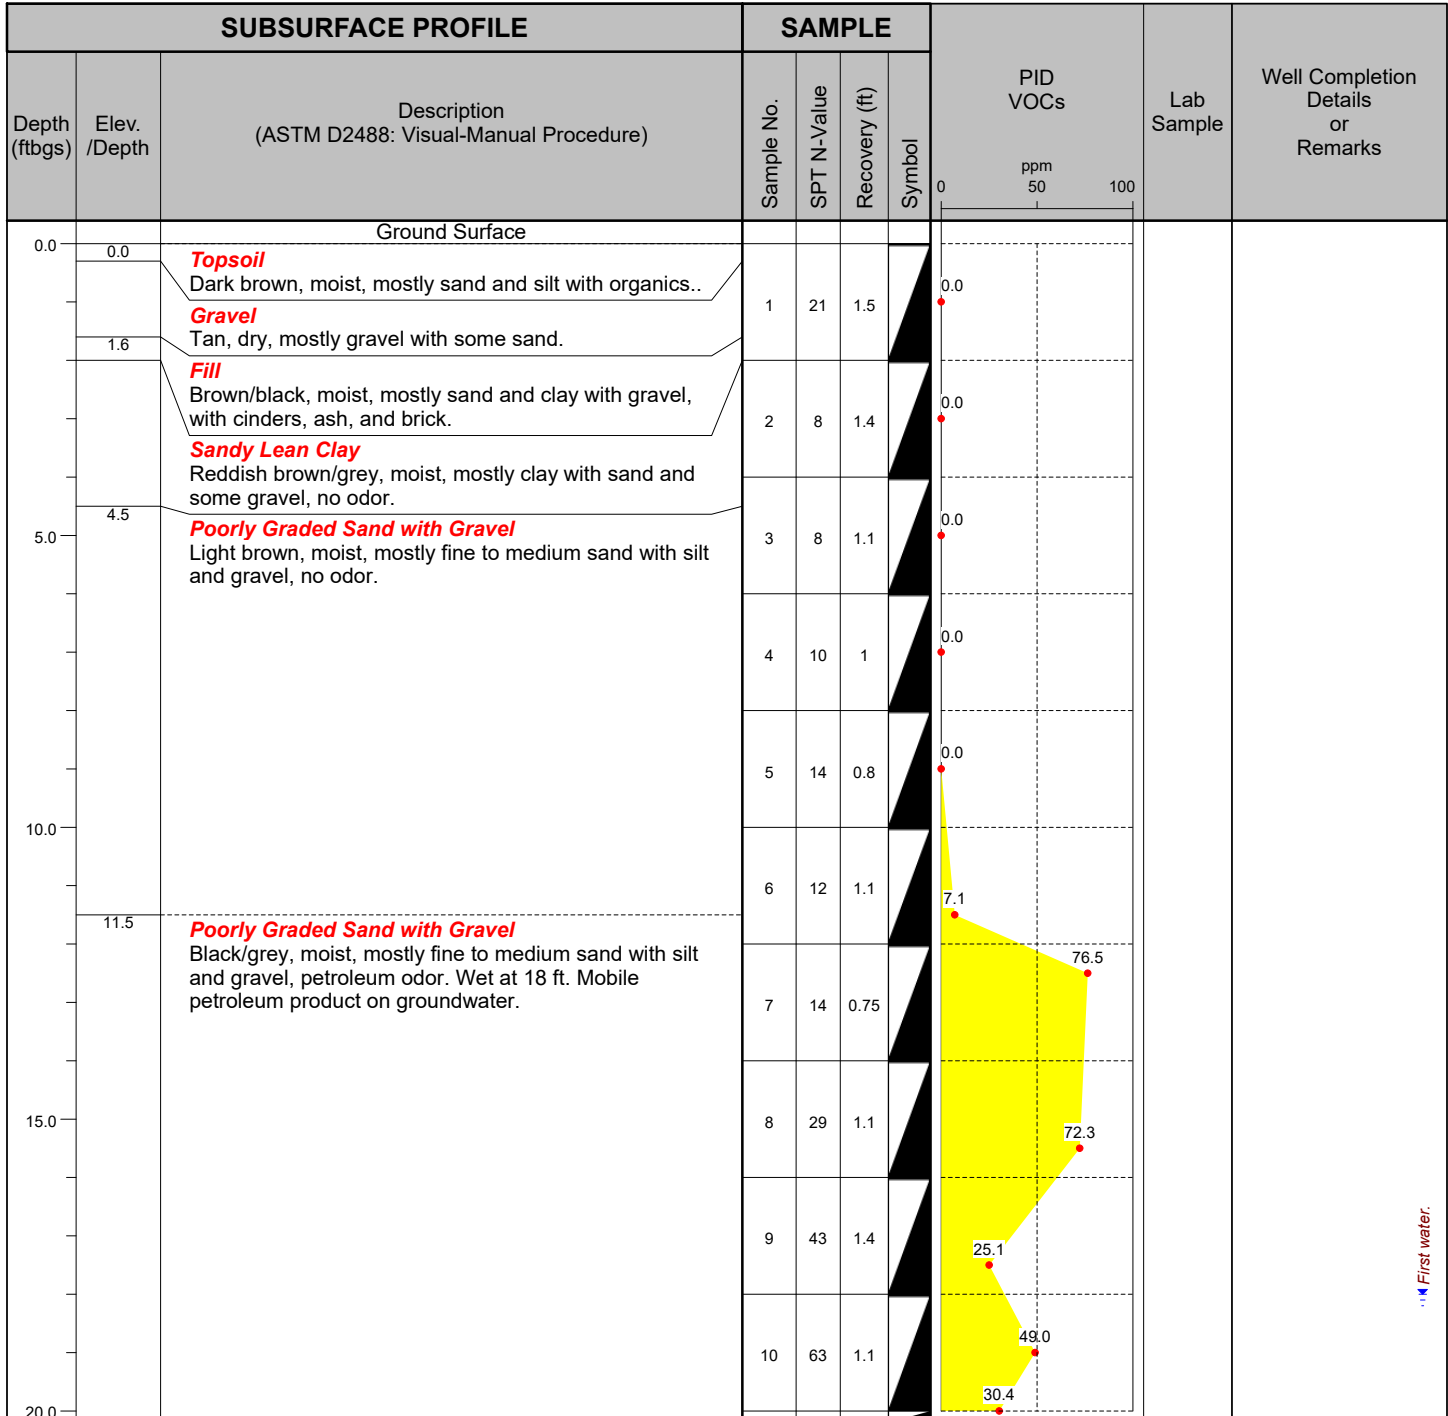 SUBSURFACE PROFILE
SAMPLE
Depth
(ftbgs)
Elev.
/Depth
Description
(ASTM D2488: Visual-Manual Procedure)
Sample No.
SPT N-Value
Recovery (ft)
Symbol
PID
VOCs
ppm
0 50 100
Lab
Sample
Well Completion
Details
or
Remarks
Ground Surface
0.0
0.0
Topsoil
Dark brown, moist, mostly sand and silt with organics..
1 21 1.5
0.0
Gravel
Tan, dry, mostly gravel with some sand.
1.6
Fill
Brown/black, moist, mostly sand and clay with gravel,
with cinders, ash, and brick.
2 8 1.4
0.0
Sandy Lean Clay
Reddish brown/grey, moist, mostly clay with sand and
some gravel, no odor.
4.5
5.0
Poorly Graded Sand with Gravel
Light brown, moist, mostly fine to medium sand with silt
and gravel, no odor.
3 8 1.1
0.0
4 10 1
0.0
5 14 0.8
0.0
10.0
6 12 1.1
7.1
11.5
Poorly Graded Sand with Gravel
Black/grey, moist, mostly fine to medium sand with silt
and gravel, petroleum odor. Wet at 18 ft. Mobile
petroleum product on groundwater.
76.5
7 14 0.75
15.0
8 29 1.1
72.3
9 43 1.4
25.1
First water.
10 63 1.1
49.0
30.4
20.0